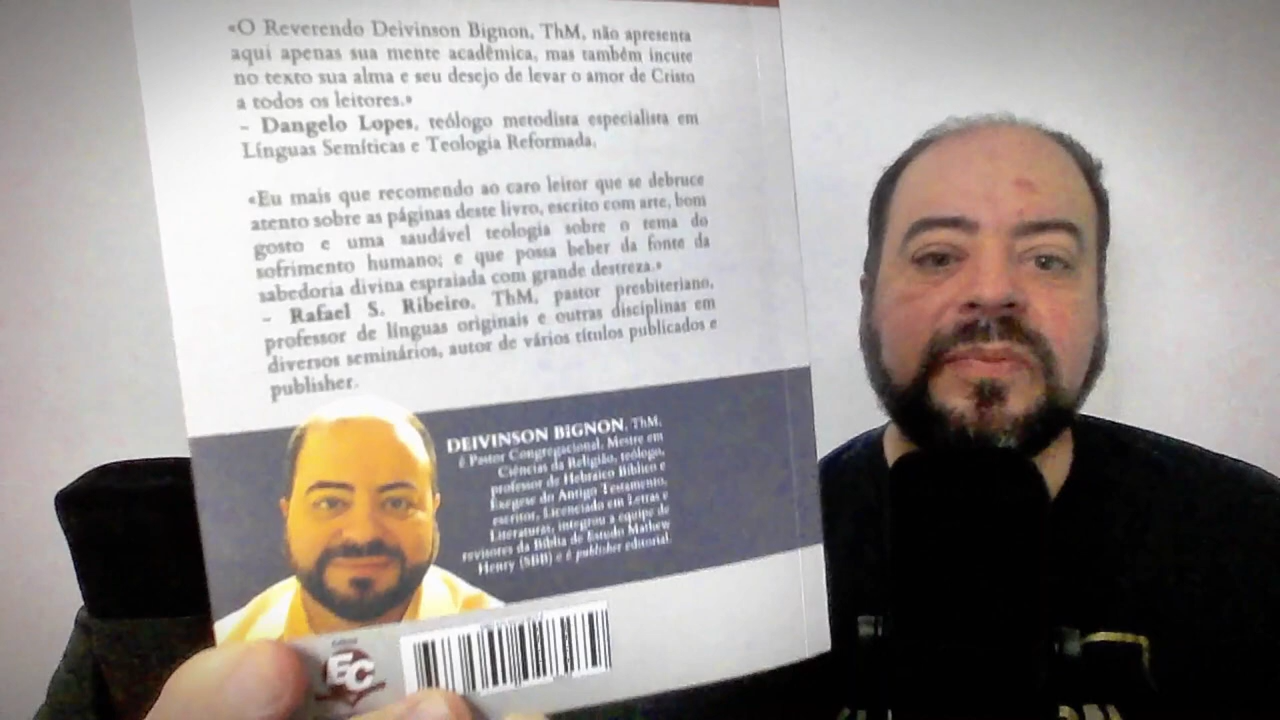 «O Reverendo Deivinson Bignon, ThM, não apresenta
aqui apenas sua mente acadêmica, mas também incute
no texto sua alma e seu desejo de levar o amor de Cristo
a todos os leitores.»
– Dangelo Lopes, teólogo metodista especialista em
Línguas Semíticas e Teologia Reformada.
«Eu mais que recomendo ao caro leitor que se debruce
atento sobre as páginas deste livro, escrito com arte, bom
gosto e uma saudável teologia sobre o tema do
sofrimento humano; e que possa beber da fonte da
sabedoria divina espraiada com grande destreza.»
– Rafael S. Ribeiro, ThM, pastor presbiteriano,
professor de línguas originais e outras disciplinas em
diversos seminários, autor de vários títulos publicados e
publisher.
DEIVINSON BIGNON, ThM,
é Pastor Congregacional, Mestre em
Ciências da Religião, teólogo,
professor de Hebraico Bíblico e
Exegese do Antigo Testamento,
escritor, Licenciado em Letras e
Literaturas, integrou a equipe de
revisores da Bíblia de Estudo Mathew
Henry (SBB) e é publisher editorial.
EC